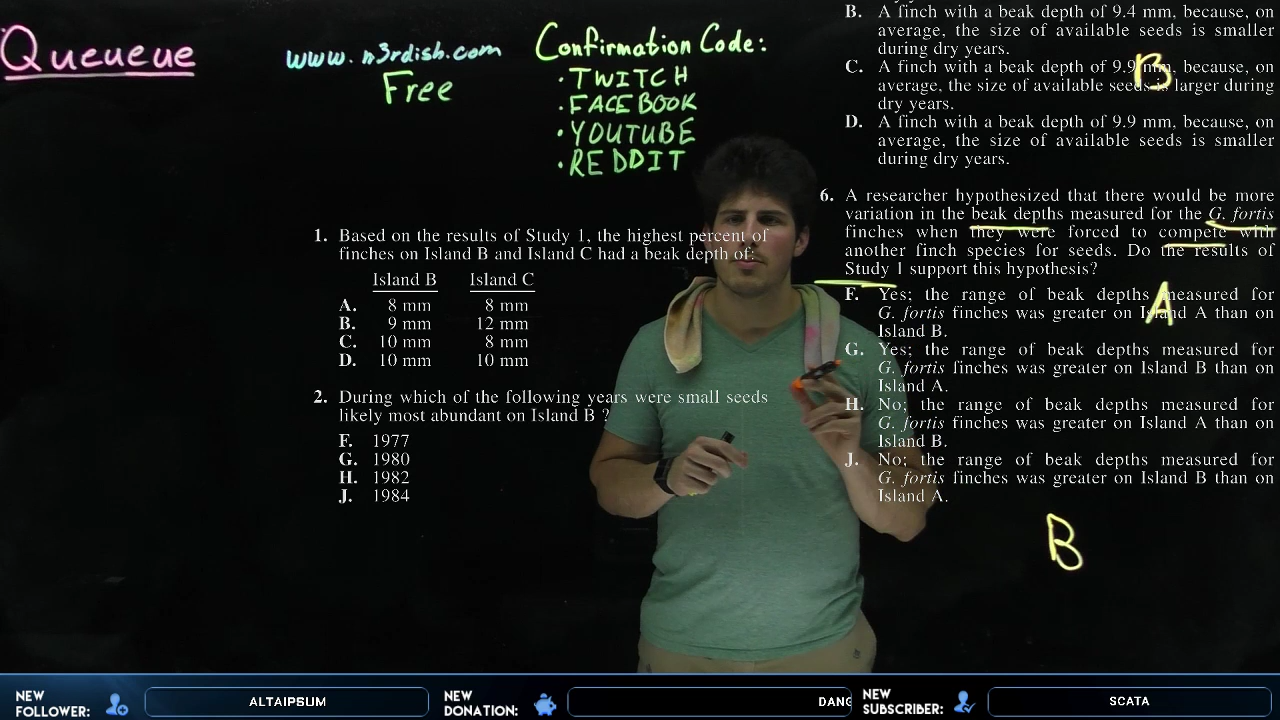 Queueue
www.n3rdish.com
Free
Confirmation Code:
• TWITCH
• FACEBOOK
• YOUTUBE
• REDDIT
1. Based on the results of Study 1, the highest percent of
finches on Island B and Island C had a beak depth of:
Island B Island C
A. 8 mm 8 mm
B. 9 mm 12 mm
C. 10 mm 8 mm
D. 10 mm 10 mm
2. During which of the following years were small seeds
likely most abundant on Island B ?
F. 1977
G. 1980
H. 1982
J. 1984
B. A finch with a beak depth of 9.4 mm, because, on
average, the size of available seeds is smaller
during dry years.
C. A finch with a beak depth of 9.9 mm, because, on
average, the size of available seeds is larger during
dry years.
B
D. A finch with a beak depth of 9.9 mm, because, on
average, the size of available seeds is smaller
during dry years.
6. A researcher hypothesized that there would be more
variation in the beak depths measured for the G. fortis
finches when they were forced to compete with
another finch species for seeds. Do the results of
Study 1 support this hypothesis?
F. Yes; the range of beak depths measured for
G. fortis finches was greater on Island A than on
Island B.
A
G. Yes; the range of beak depths measured for
G. fortis finches was greater on Island B than on
Island A.
H. No; the range of beak depths measured for
G. fortis finches was greater on Island A than on
Island B.
J. No; the range of beak depths measured for
G. fortis finches was greater on Island B than on
Island A.
B
NEW FOLLOWER: ALTAIPSUM
NEW DONATION: DANG
NEW SUBSCRIBER: SCATA